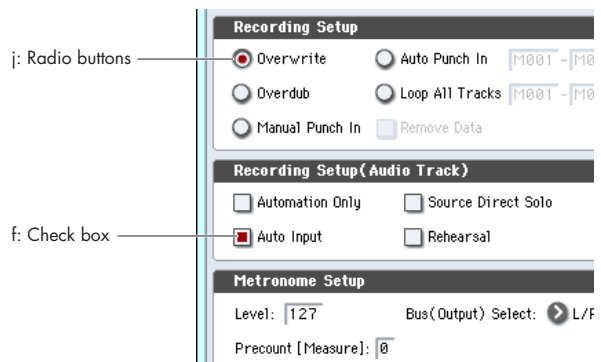 Recording Setup
j: Radio buttons
Overwrite Auto Punch In M001 - M0
Overdub Loop All Tracks M001 - M0
Manual Punch In Remove Data
Recording Setup(Audio Track)
Automation Only Source Direct Solo
f: Check box
Auto Input Rehearsal
Metronome Setup
Level: 127 Bus(Output) Select: L/R
Precount [Measure]: 0